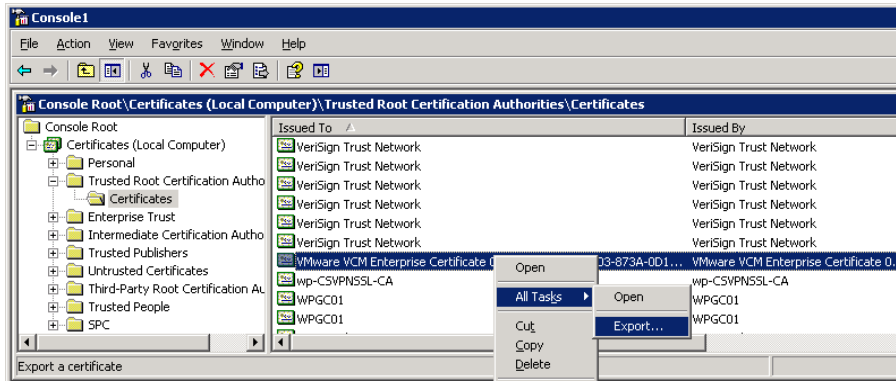 Console1
File Action View Favorites Window Help
Console Root\Certificates (Local Computer)\Trusted Root Certification Authorities\Certificates
Console Root
Certificates (Local Computer)
Personal
Trusted Root Certification Autho
Certificates
Enterprise Trust
Intermediate Certification Autho
Trusted Publishers
Untrusted Certificates
Third-Party Root Certification Au
Trusted People
SPC
Issued To Issued By
VeriSign Trust Network VeriSign Trust Network
VeriSign Trust Network VeriSign Trust Network
VeriSign Trust Network VeriSign Trust Network
VeriSign Trust Network VeriSign Trust Network
VeriSign Trust Network VeriSign Trust Network
VeriSign Trust Network VeriSign Trust Network
VMware VCM Enterprise Certificate 03-873A-0D1... VMware VCM Enterprise Certificate 0.
wp-CSVPNSSL-CA wp-CSVPNSSL-CA
WPGC01 WPGC01
WPGC01 WPGC01
Open
All Tasks
Cut
Copy
Delete
Open
Export...
Export a certificate